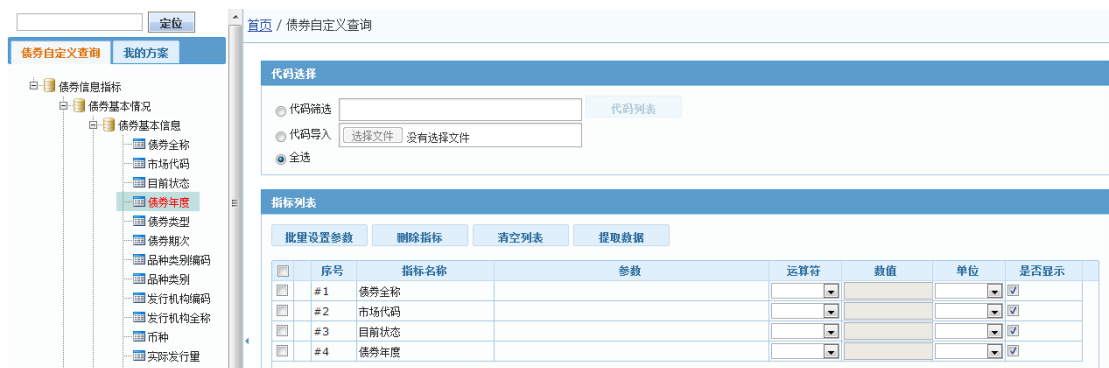 定位
首页 / 债券自定义查询
债券自定义查询 我的方案
债券信息指标
债券基本情况
债券基本信息
债券全称
市场代码
目前状态
债券年度
债券类型
债券期次
品种类别编码
品种类别
发行机构编码
发行机构全称
币种
实际发行量
代码选择
代码筛选 代码列表
代码导入 选择文件 没有选择文件
全选
指标列表
批量设置参数 删除指标 清空列表 提取数据
序号 指标名称 参数 运算符 数值 单位 是否显示
#1 债券全称
#2 市场代码
#3 目前状态
#4 债券年度